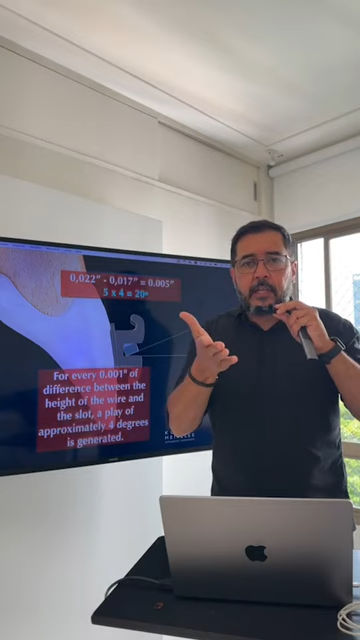 0,022" - 0,017" = 0.005"
5 x 4 = 20º
For every 0.001" of
difference between the
height of the wire and
the slot, a play of
approximately 4 degrees
is generated.